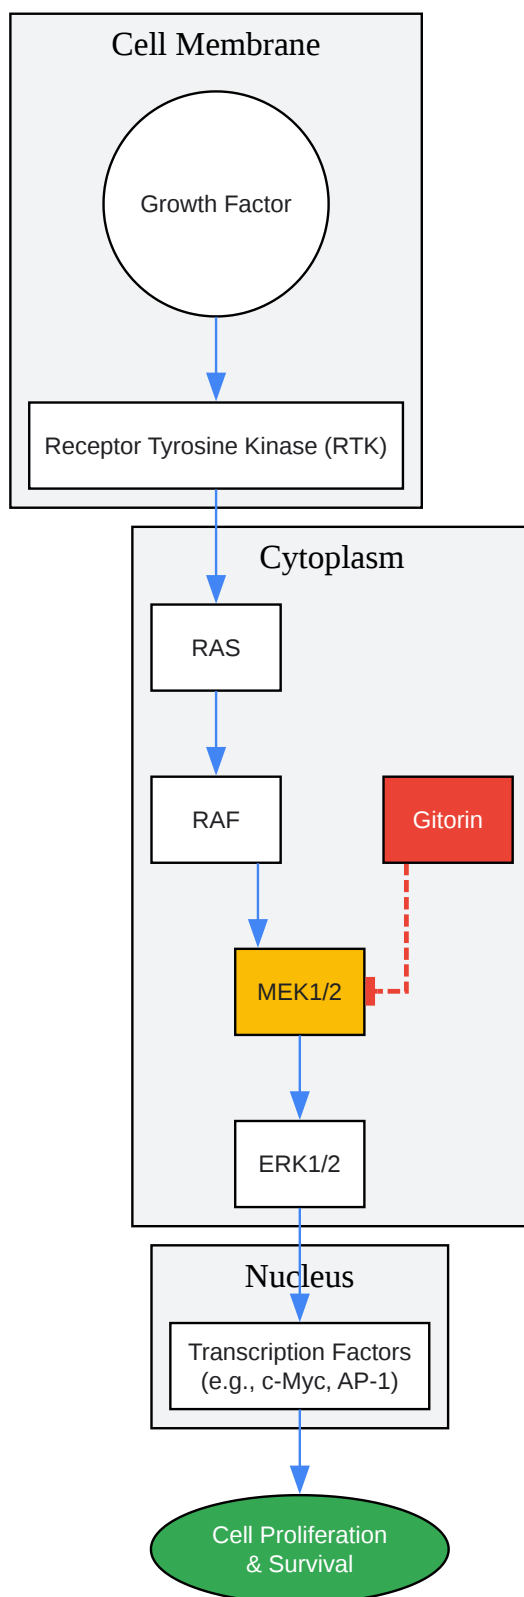 Cell Membrane
Growth Factor
Receptor Tyrosine Kinase (RTK)
Cytoplasm
RAS
RAF
Gitorin
MEK1/2
ERK1/2
Nucleus
Transcription Factors
(e.g., c-Myc, AP-1)
Cell Proliferation
& Survival